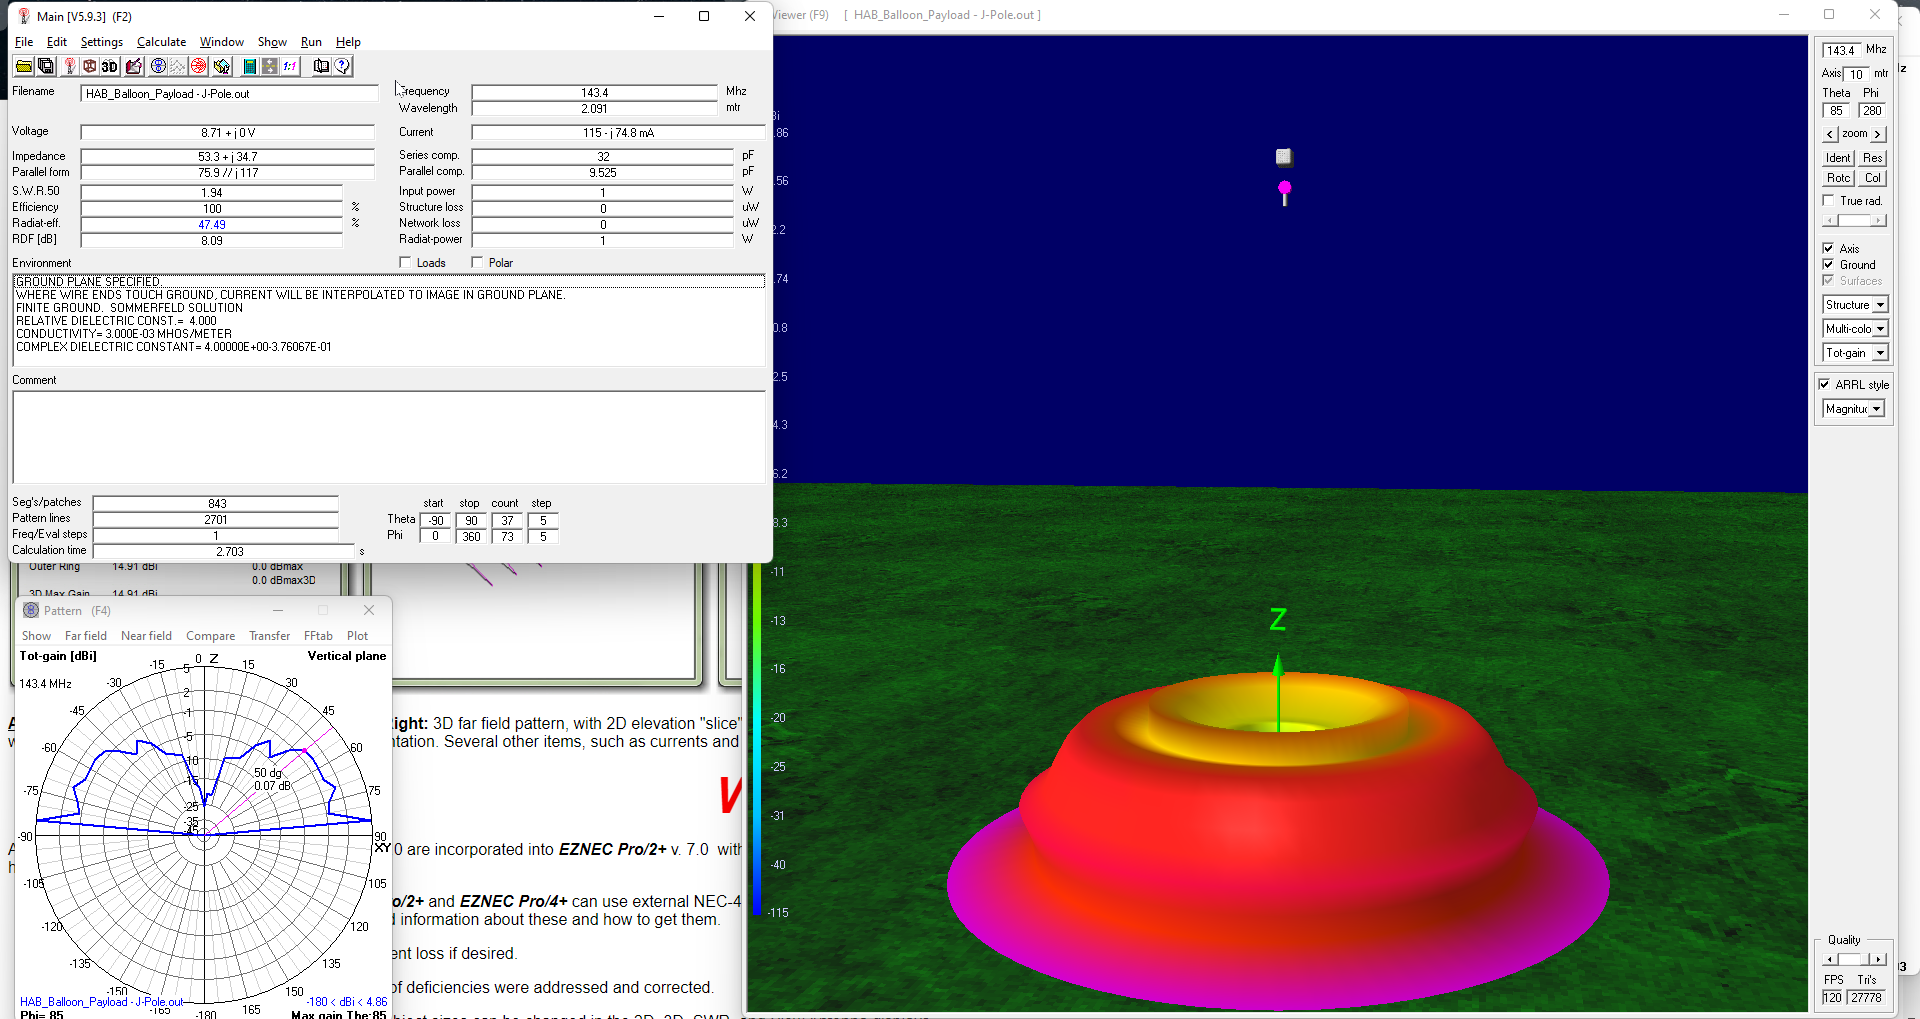 Main [V5.9.3] (F2)
File Edit Settings Calculate Window Show Run Help
3D 1:1
Filename HAB_Balloon_Payload - J-Pole.out
Frequency 143.4 Mhz
Wavelength 2.091 mtr
Voltage 8.71 + j 0 V
Current 115 - j 74.8 mA
Impedance 53.3 + j 34.7
Series comp. 32 pF
Parallel form 75.9 // j 117
Parallel comp. 9.525 pF
S.W.R.50 1.94
Input power 1 W
Efficiency 100 %
Structure loss 0 uW
Radiat-eff. 47.49 %
Network loss 0 uW
RDF [dB] 8.09
Radiat-power 1 W
Environment
Loads Polar
GROUND PLANE SPECIFIED.
WHERE WIRE ENDS TOUCH GROUND, CURRENT WILL BE INTERPOLATED TO IMAGE IN GROUND PLANE.
FINITE GROUND. SOMMERFELD SOLUTION
RELATIVE DIELECTRIC CONST.= 4.000
CONDUCTIVITY= 3.000E-03 MHOS/METER
COMPLEX DIELECTRIC CONSTANT= 4.00000E+00-3.76067E-01
Comment
Seg's/patches 843
Pattern lines 2701
Freq/Eval steps 1
Calculation time 2.703 s
start stop count step
Theta -90 90 37 5
Phi 0 360 73 5
Outer Ring 14.91 dBi
0.0 dBmax
0.0 dBmax3D
3D Max Gain 14.91 dBi
Pattern (F4)
Show Far field Near field Compare Transfer FFtab Plot
Tot-gain [dBi]
Vertical plane
143.4 MHz
0 Z
-15 15
-30 30
-45 45
-60 60
-75 75
-90 90
XY
-105 105
-120 120
-135 135
-150 150
-165 165
-180
5
2
-1
-5
-10
-15
-25
-35
50 dg
0.07 dB
HAB_Balloon_Payload - J-Pole.out
-180 < dBi < 4.86
Phi= 85
Max gain The:85
ight: 3D far field pattern, with 2D elevation "slice"
ntation. Several other items, such as currents and
.0 are incorporated into EZNEC Pro/2+ v. 7.0 with
o/2+ and EZNEC Pro/4+ can use external NEC-4
d information about these and how to get them.
ent loss if desired.
of deficiencies were addressed and corrected.
Viewer (F9) [ HAB_Balloon_Payload - J-Pole.out ]
.86
.56
2.2
.74
0.8
2.5
4.3
6.2
8.3
-11
-13
-16
-20
-25
-31
-40
-115
Z
143.4 Mhz
Axis 10 mtr
Theta Phi
85 280
< zoom >
Ident Res
Rotc Col
True rad.
Axis
Ground
Surfaces
Structure
Multi-colo
Tot-gain
ARRL style
Magnituc
Quality
FPS Tri's
120 27778